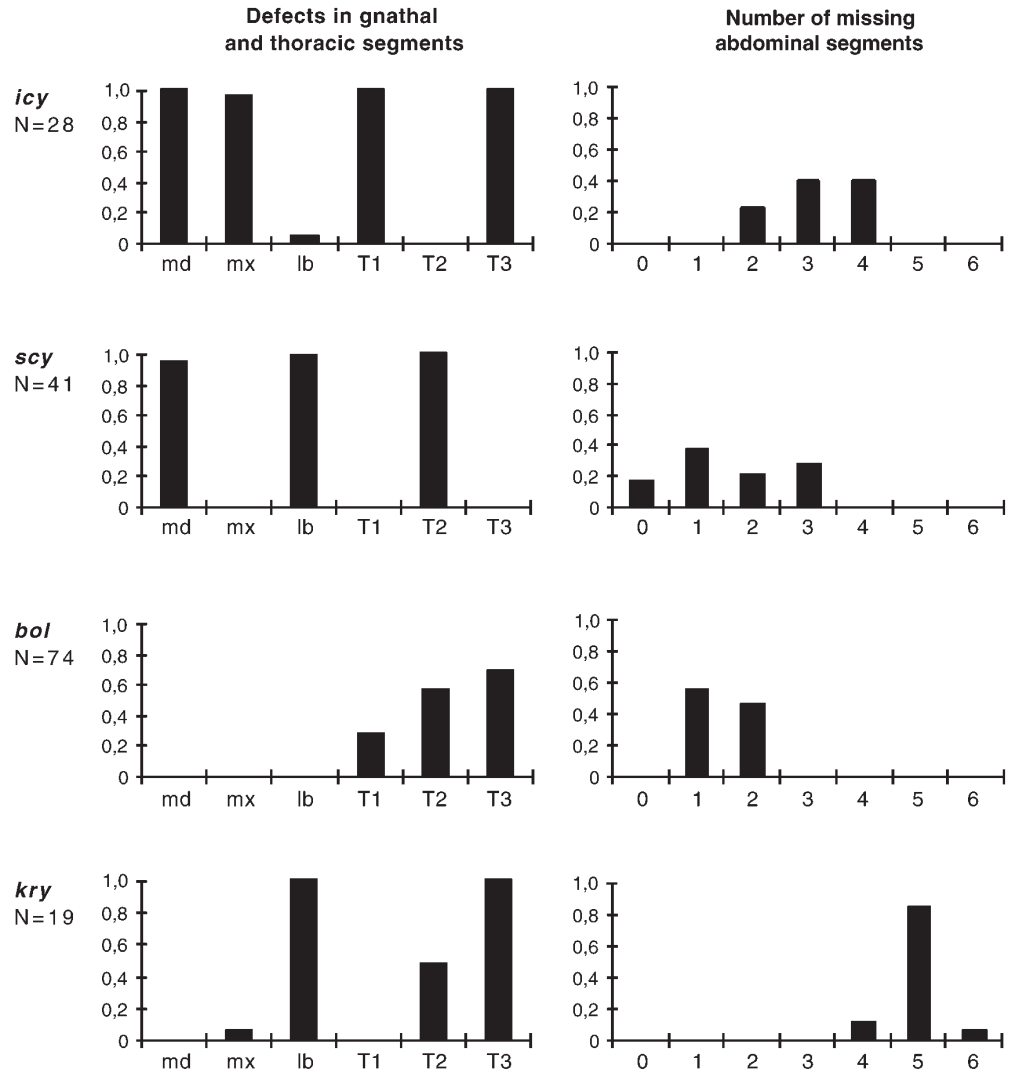 Defects in gnathal
and thoracic segments
Number of missing
abdominal segments
icy
N=28
1,0
0,8
0,6
0,4
0,2
0
md mx lb T1 T2 T3
1,0
0,8
0,6
0,4
0,2
0
0 1 2 3 4 5 6
scy
N=41
1,0
0,8
0,6
0,4
0,2
0
md mx lb T1 T2 T3
1,0
0,8
0,6
0,4
0,2
0
0 1 2 3 4 5 6
bol
N=74
1,0
0,8
0,6
0,4
0,2
0
md mx lb T1 T2 T3
1,0
0,8
0,6
0,4
0,2
0
0 1 2 3 4 5 6
kry
N=19
1,0
0,8
0,6
0,4
0,2
0
md mx lb T1 T2 T3
1,0
0,8
0,6
0,4
0,2
0
0 1 2 3 4 5 6